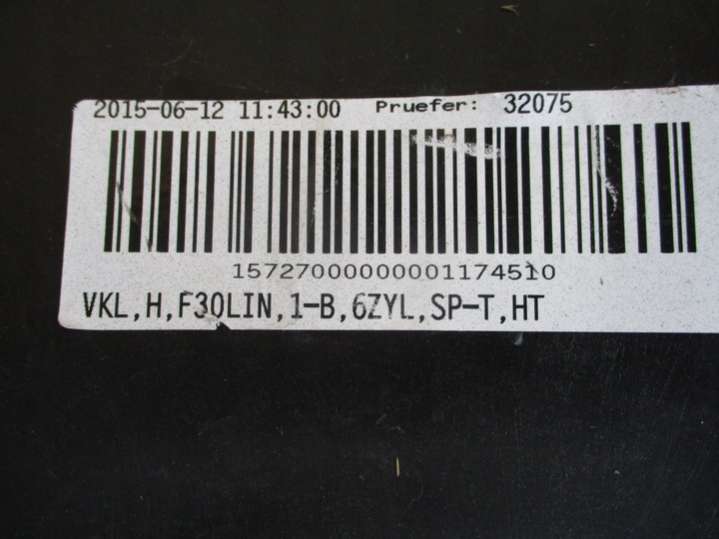 2015-06-12 11:43:00 Pruefer: 32075
15727000000001174510
VKL,H,F30LIN,1-B,6ZYL,SP-T,HT